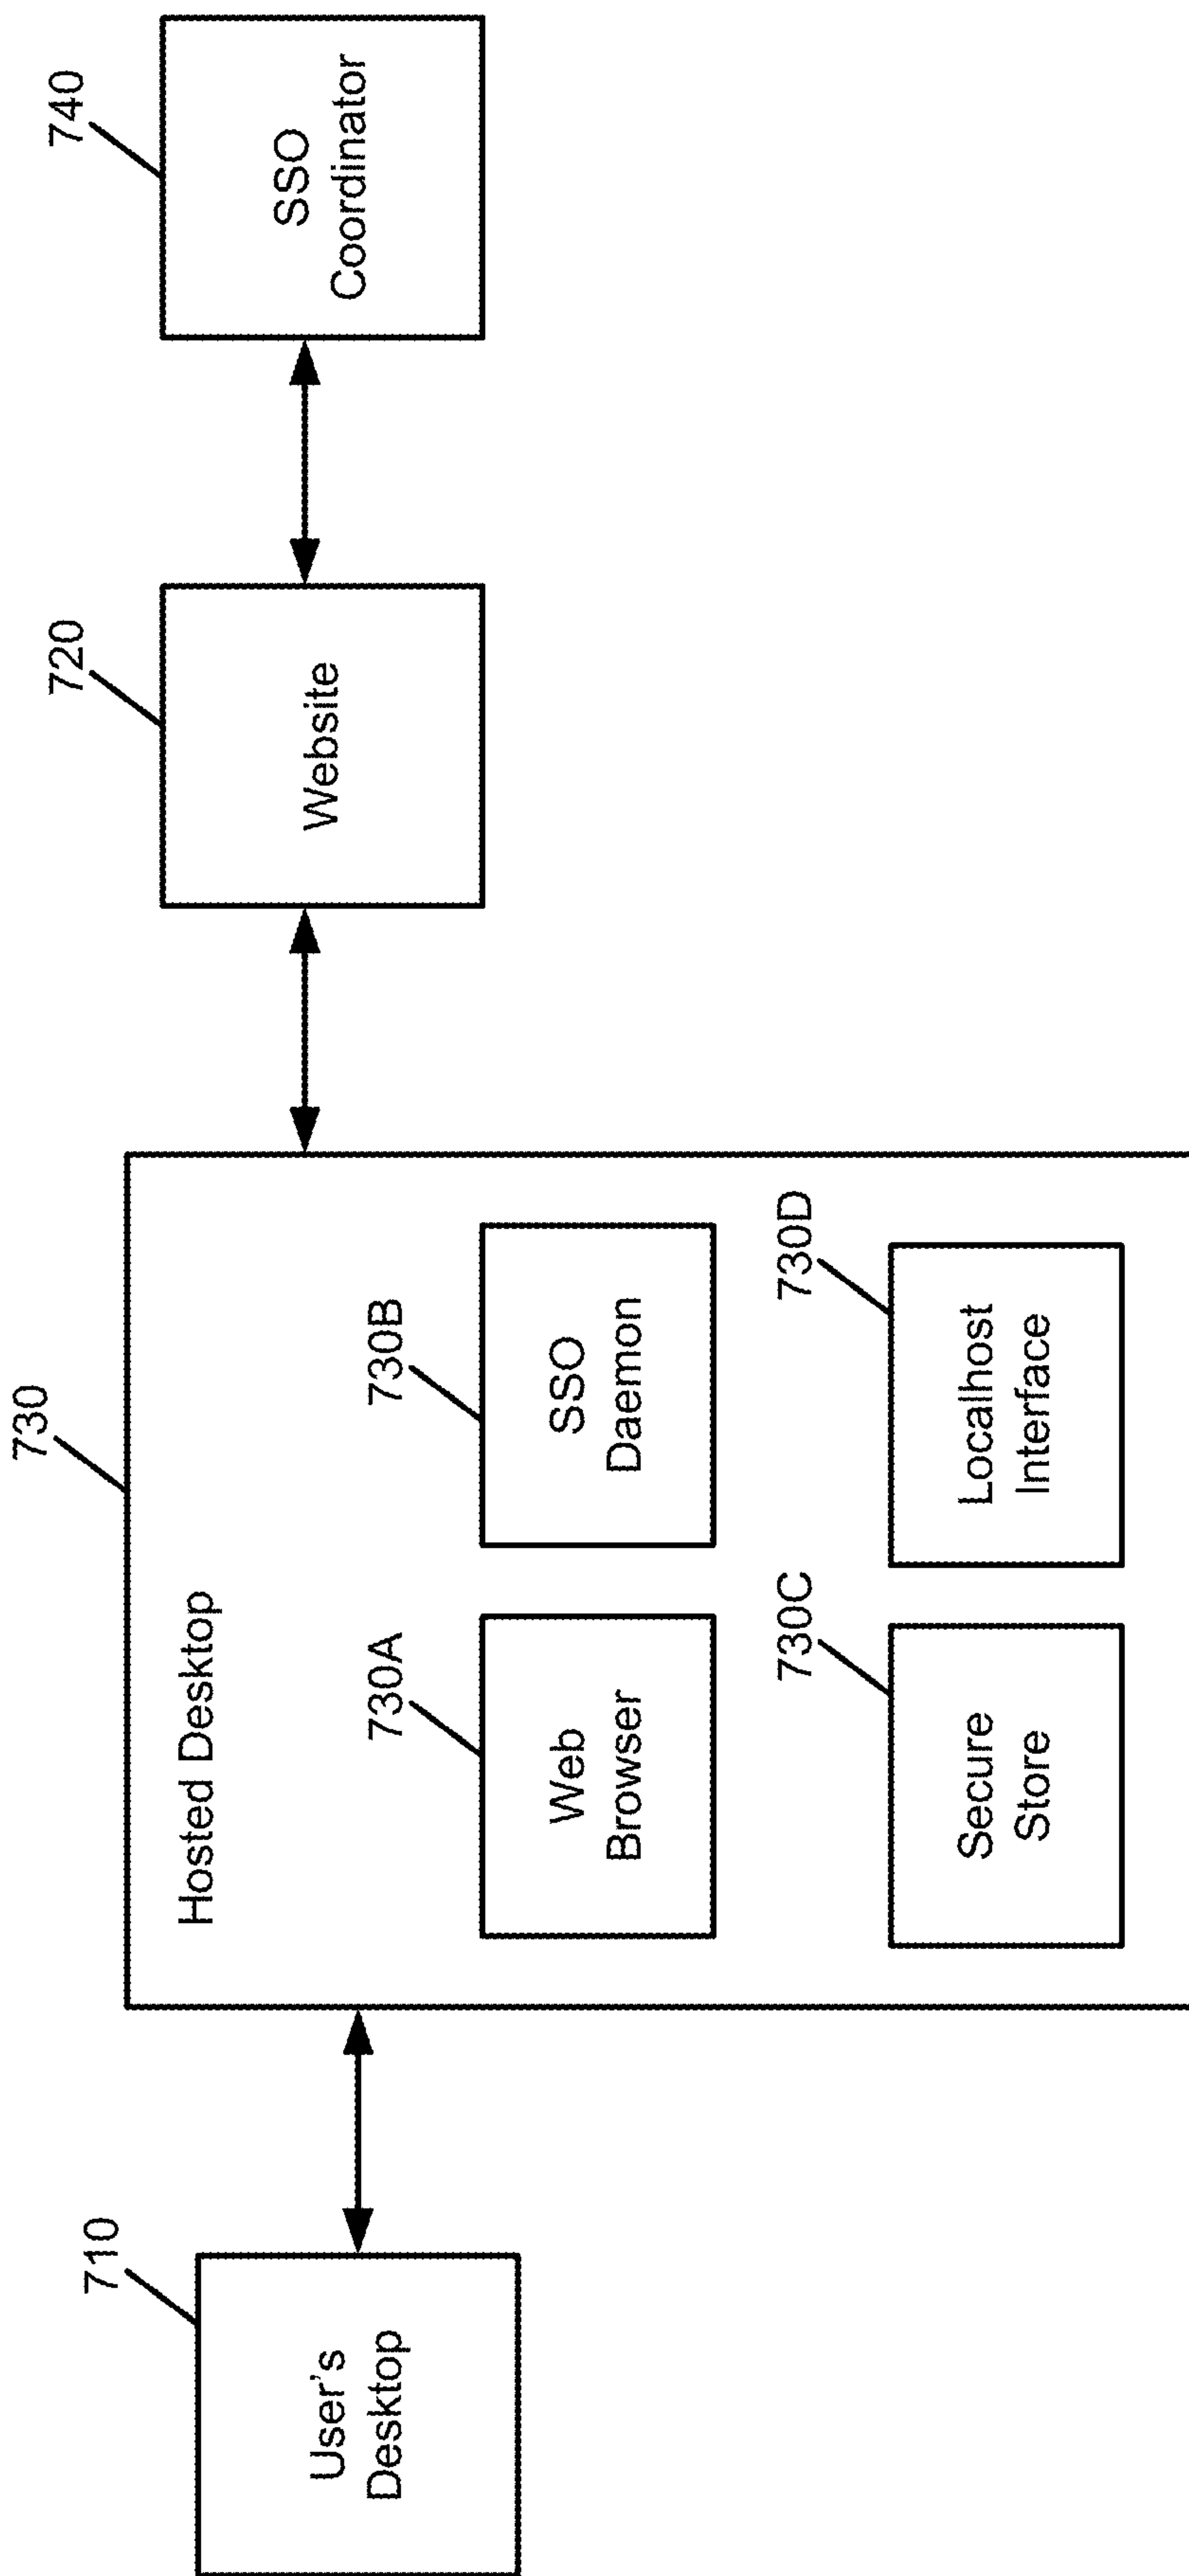 730
740
720
710
Hosted Desktop
User's
Desktop
730A
Web
Browser
730B
SSO
Daemon
730C
Secure
Store
730D
Localhost
Interface
Website
SSO
Coordinator